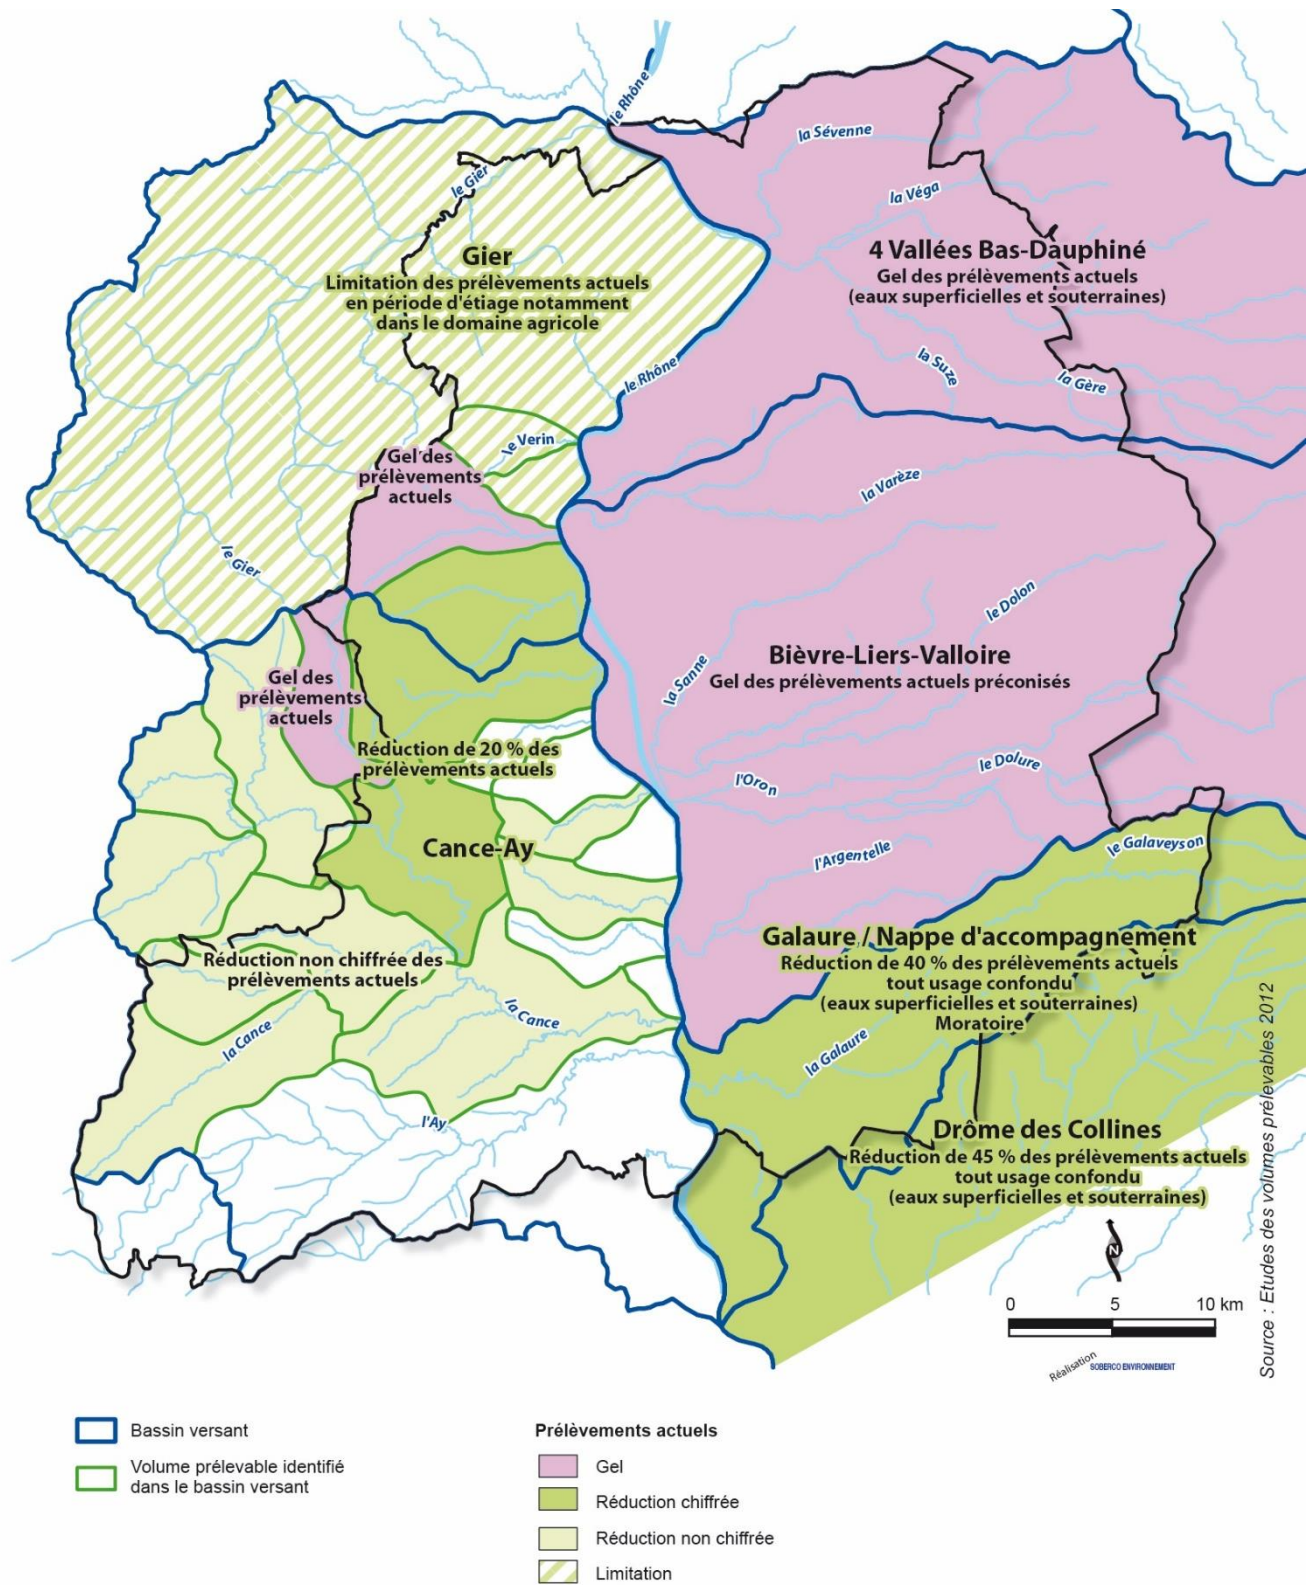 le Rhône
la Sévenne
le Gier
la Véga
Gier
Limitation des prélèvements actuels
en période d'étiage notamment
dans le domaine agricole
4 Vallées Bas-Dauphiné
Gel des prélèvements actuels
(eaux superficielles et souterraines)
le Rhône
la Suze
la Gère
le Verin
Gel des
prélèvements
actuels
la Varèze
le Gier
le Dolon
la Sanne
Bièvre-Liers-Valloire
Gel des prélèvements actuels préconisés
Gel des
prélèvements
actuels
Réduction de 20 % des
prélèvements actuels
l'Oron
le Dolure
Cance-Ay
l'Argentelle
le Galaveyson
Galaure / Nappe d'accompagnement
Réduction de 40 % des prélèvements actuels
tout usage confondu
(eaux superficielles et souterraines)
Moratoire
Réduction non chiffrée des
prélèvements actuels
la Cance
la Cance
la Galaure
l'Ay
Drôme des Collines
Réduction de 45 % des prélèvements actuels
tout usage confondu
(eaux superficielles et souterraines)
N
0 5 10 km
Réalisation SOBERCO ENVIRONNEMENT
Source : Etudes des volumes prélevables 2012
Bassin versant
Volume prélevable identifié
dans le bassin versant
Prélèvements actuels
Gel
Réduction chiffrée
Réduction non chiffrée
Limitation